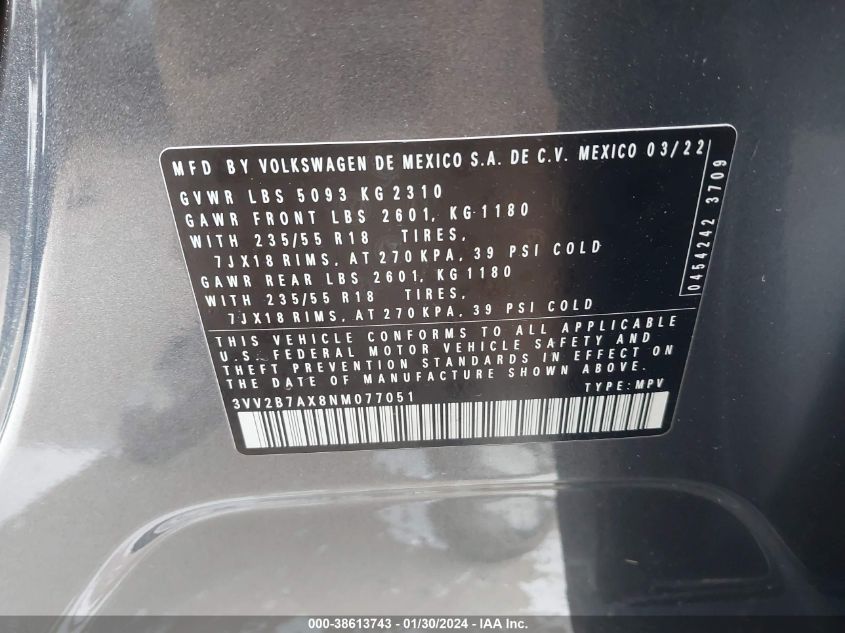 MFD BY VOLKSWAGEN DE MEXICO S.A. DE C.V. MEXICO 03/22
GVWR LBS 5093 KG 2310
GAWR FRONT LBS 2601, KG 1180
WITH 235/55 R18 TIRES,
7JX18 RIMS, AT 270 KPA, 39 PSI COLD
GAWR REAR LBS 2601, KG 1180
WITH 235/55 R18 TIRES,
7JX18 RIMS, AT 270 KPA, 39 PSI COLD
0454242 3709
THIS VEHICLE CONFORMS TO ALL APPLICABLE
U.S. FEDERAL MOTOR VEHICLE SAFETY AND
THEFT PREVENTION STANDARDS IN EFFECT ON
THE DATE OF MANUFACTURE SHOWN ABOVE.
3VV2B7AX8NM077051 TYPE: MPV
000-38613743 - 01/30/2024 - IAA Inc.